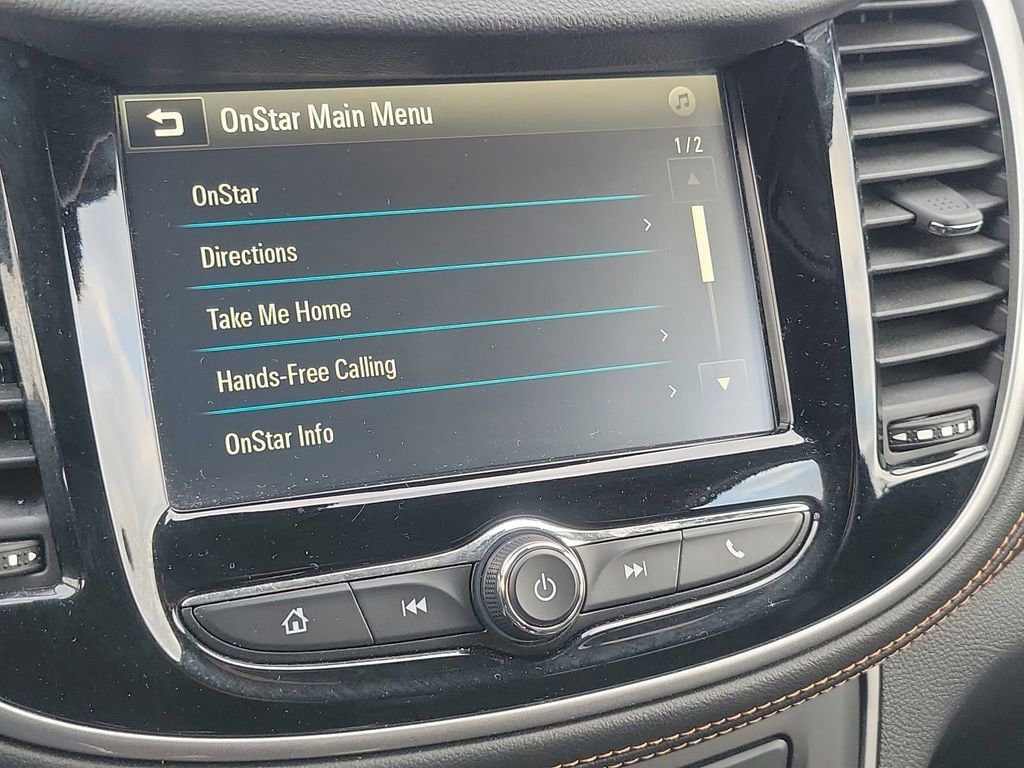 OnStar Main Menu
1/2
OnStar
Directions
Take Me Home
Hands-Free Calling
OnStar Info